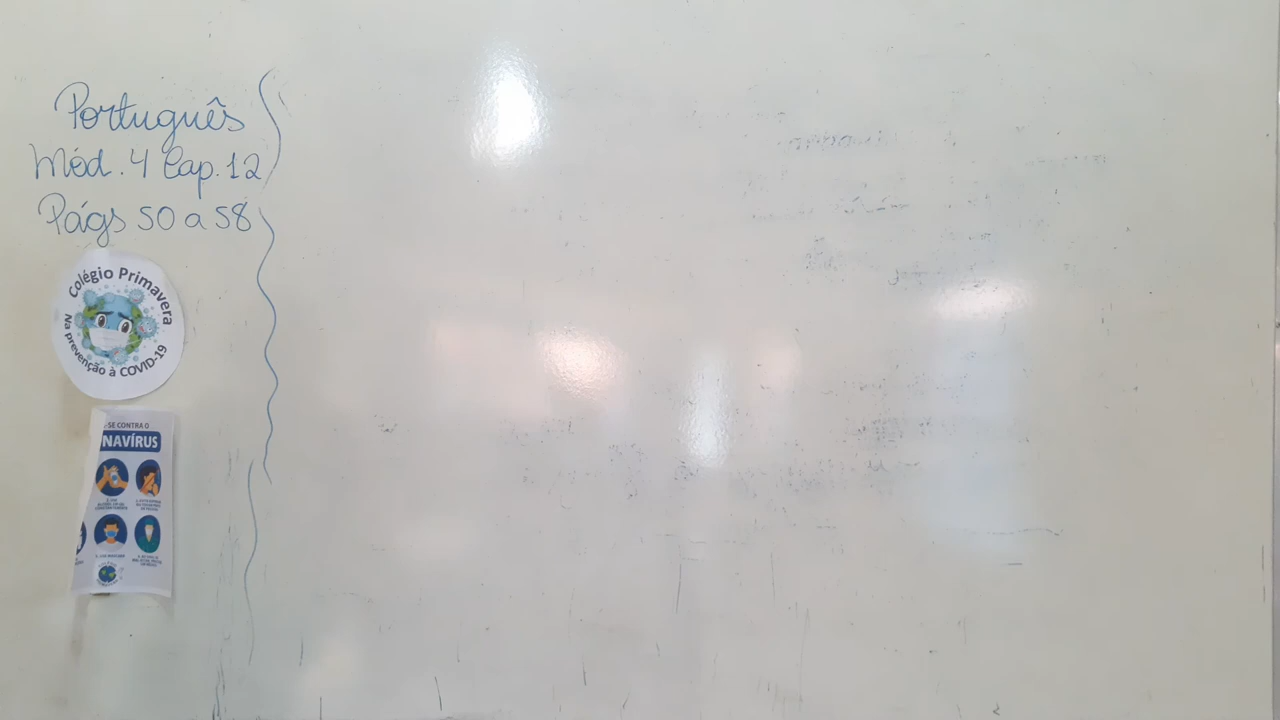 Português
Mód. 4 Cap. 12
Págs 50 a 58
Colégio Primavera
Na prevenção à COVID-19
-SE CONTRA O
NAVÍRUS